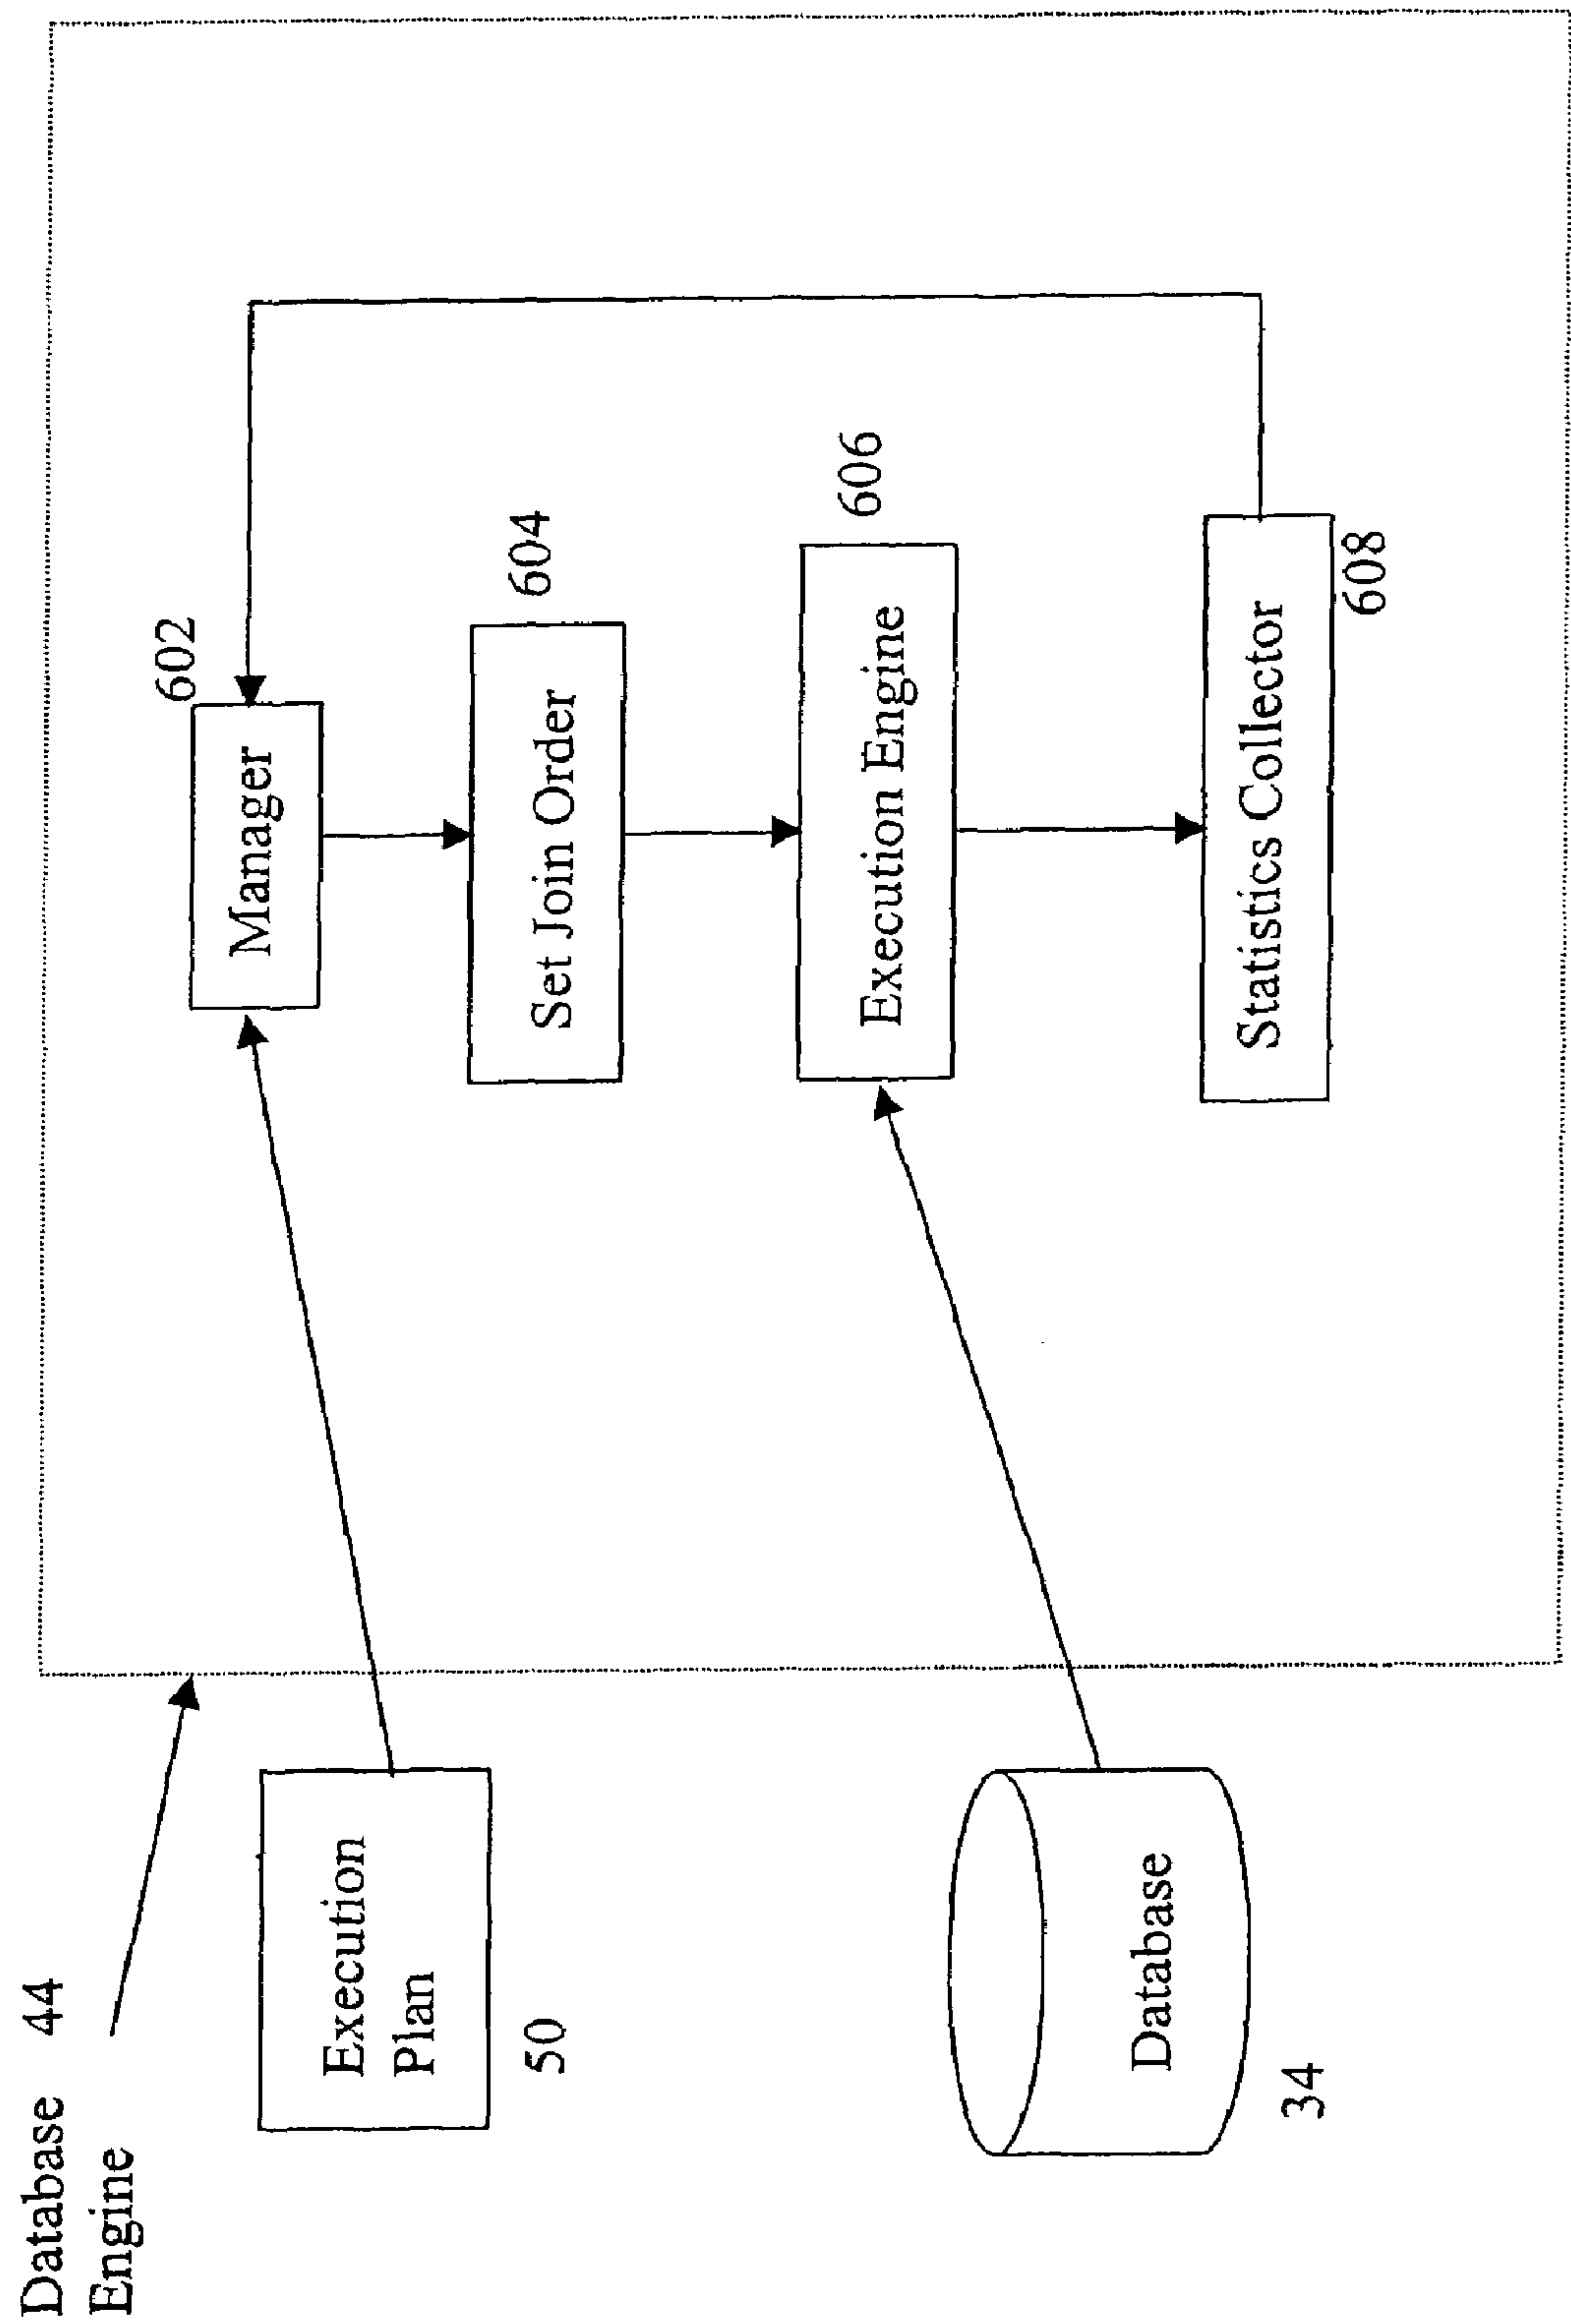 Database 44
Engine
Execution
Plan
50
Database
34
Manager
602
Set Join Order
604
Execution Engine
606
Statistics Collector
608